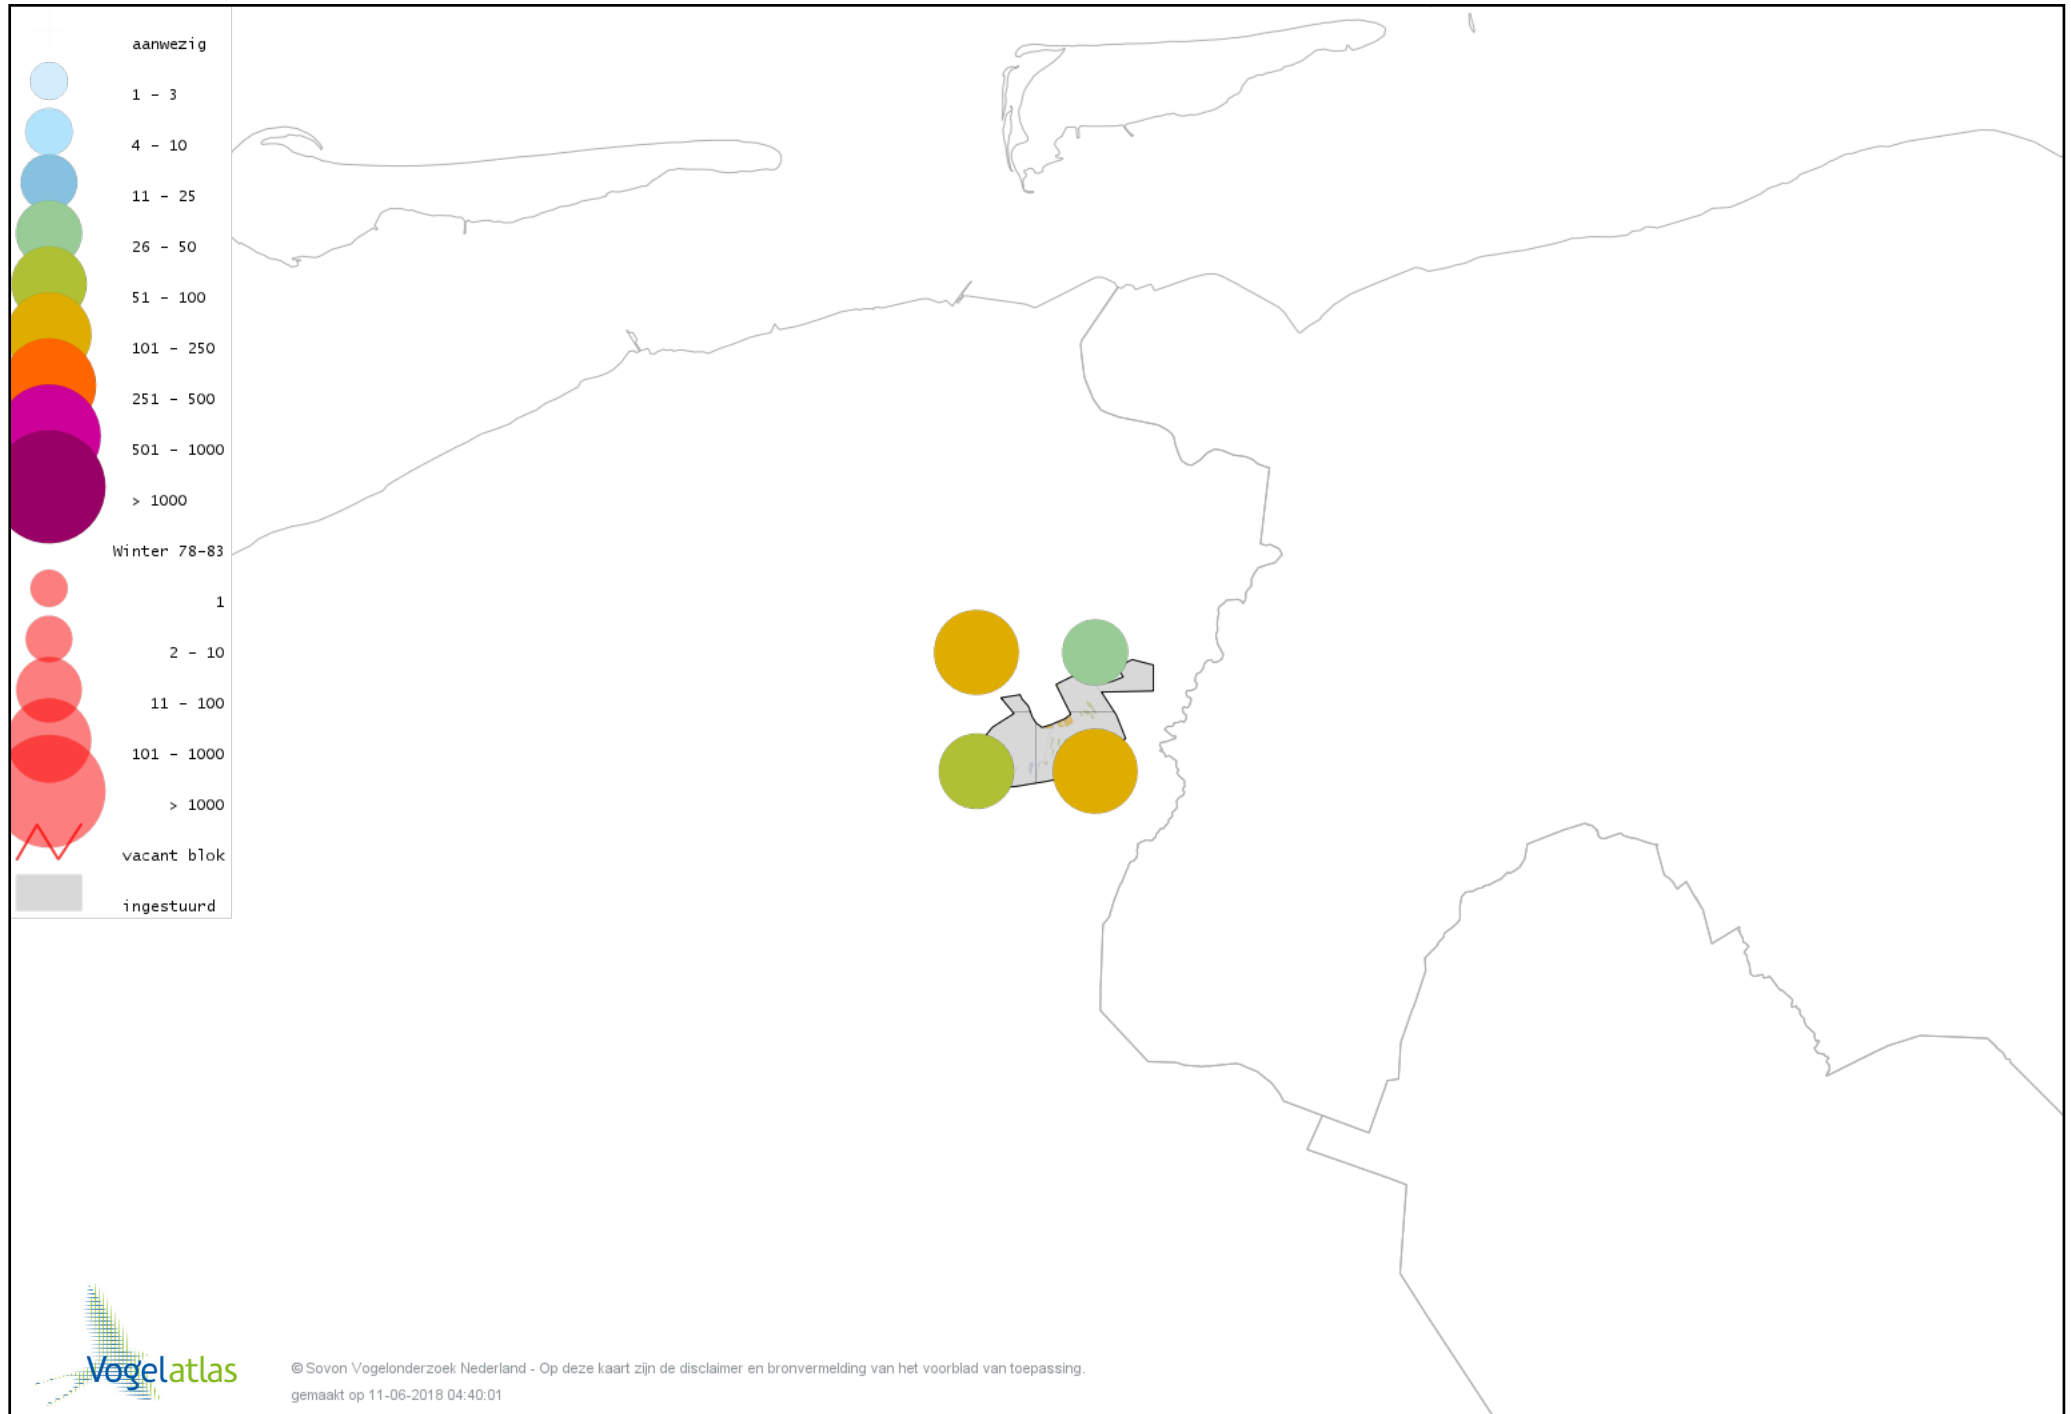 aanwezig
1 - 3
4 - 10
11 - 25
26 - 50
51 - 100
101 - 250
251 - 500
501 - 1000
> 1000
Winter 78-83
1
2 - 10
11 - 100
101 - 1000
> 1000
vacant blok
ingestuurd
Vogelatlas
© Sovon Vogelonderzoek Nederland - Op deze kaart zijn de disclaimer en bronvermelding van het voorblad van toepassing.
gemaakt op 11-06-2018 04:40:01